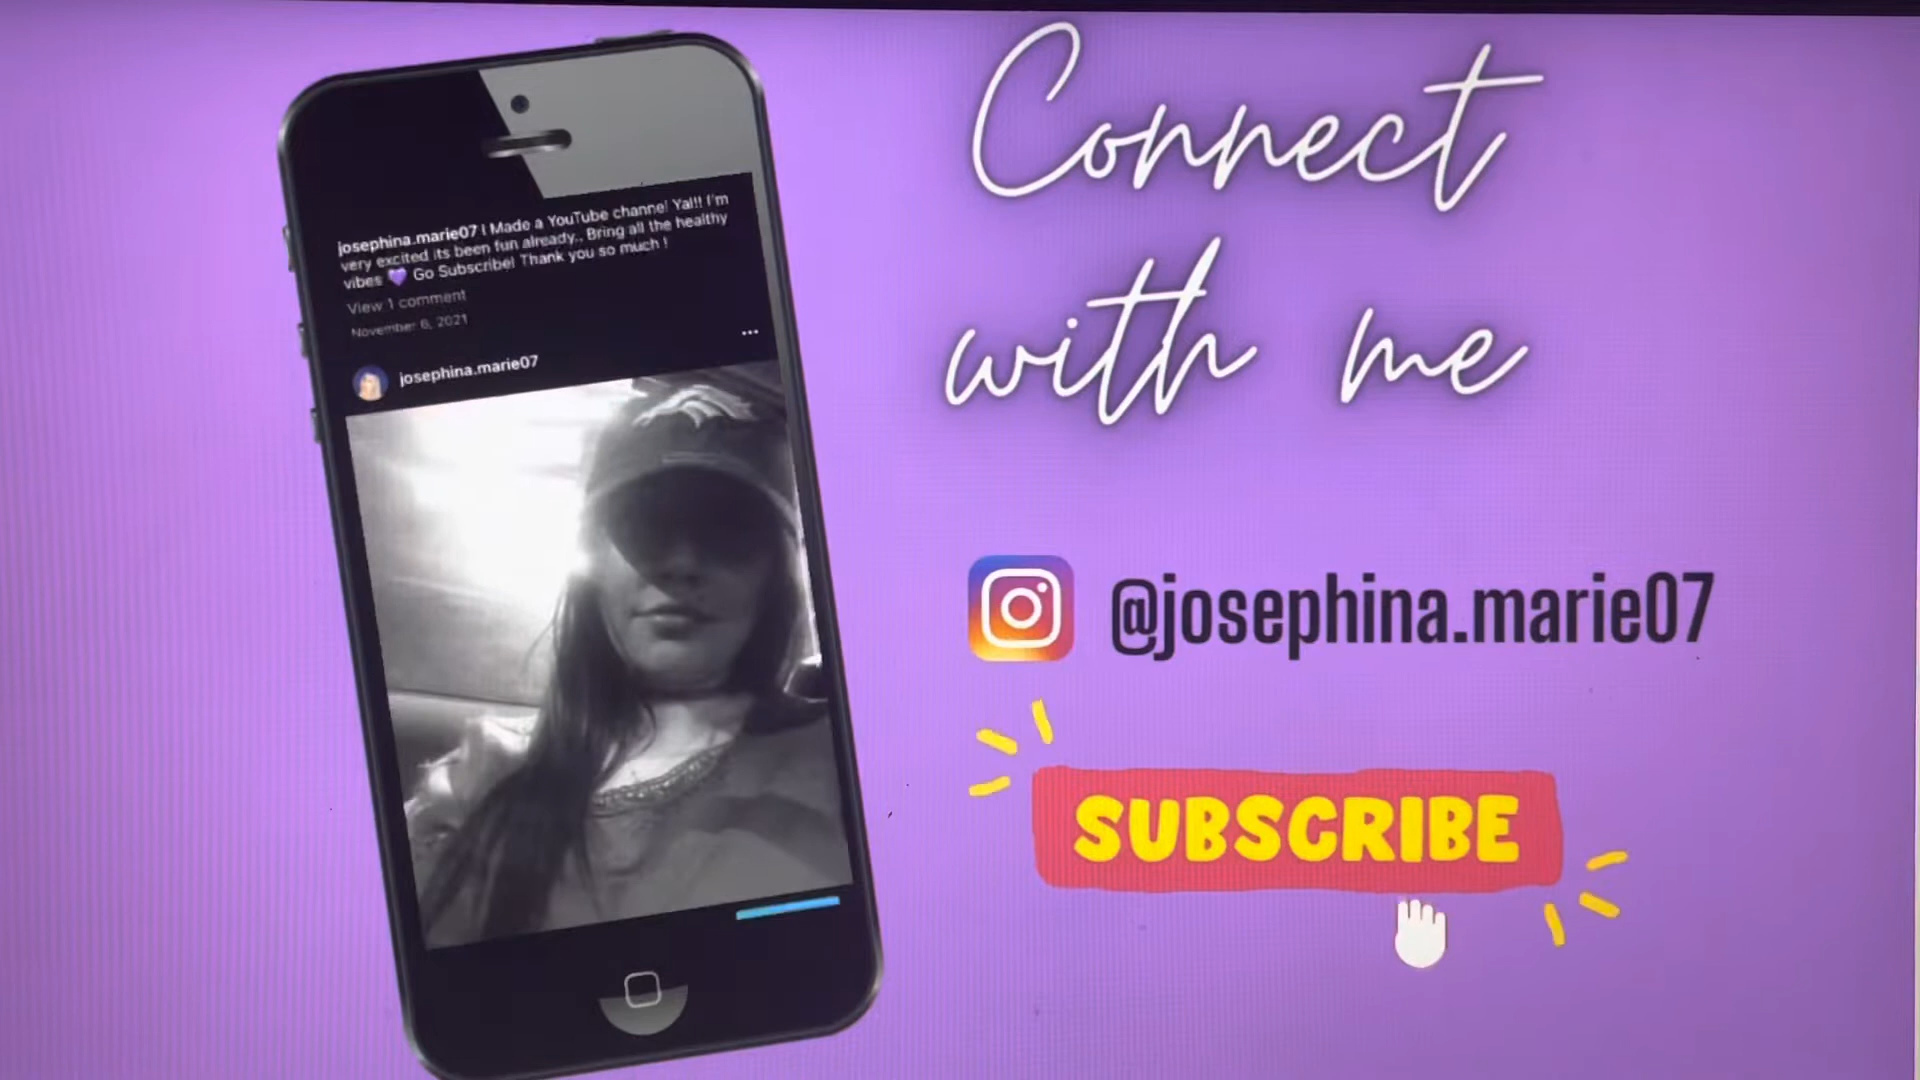 josephina.marie07 I Made a YouTube channel Yal!! I'm
very excited its been fun already.. Bring all the healthy
vibes 💜 Go Subscribe! Thank you so much !
View 1 comment
November 6, 2021
josephina.marie07
Connect
with me
@josephina.marie07
SUBSCRIBE